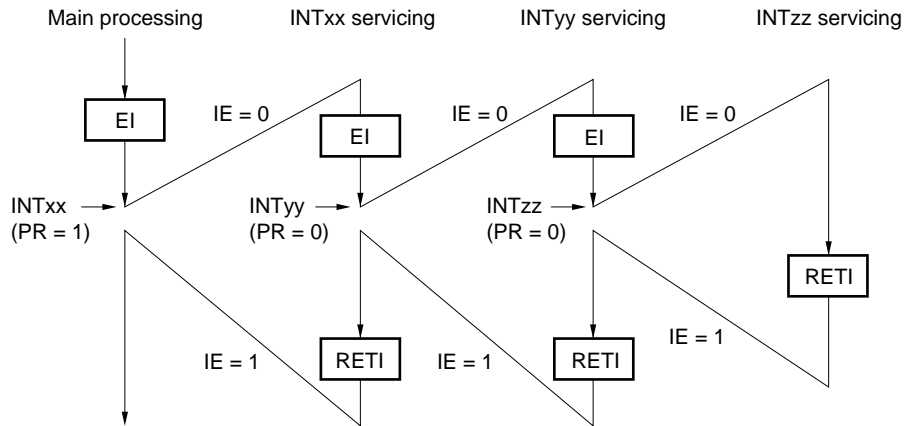 Main processing
INTxx servicing
INTyy servicing
INTzz servicing
EI
IE = 0
EI
IE = 0
EI
IE = 0
INTxx
(PR = 1)
INTyy
(PR = 0)
INTzz
(PR = 0)
RETI
IE = 1
RETI
IE = 1
RETI
IE = 1